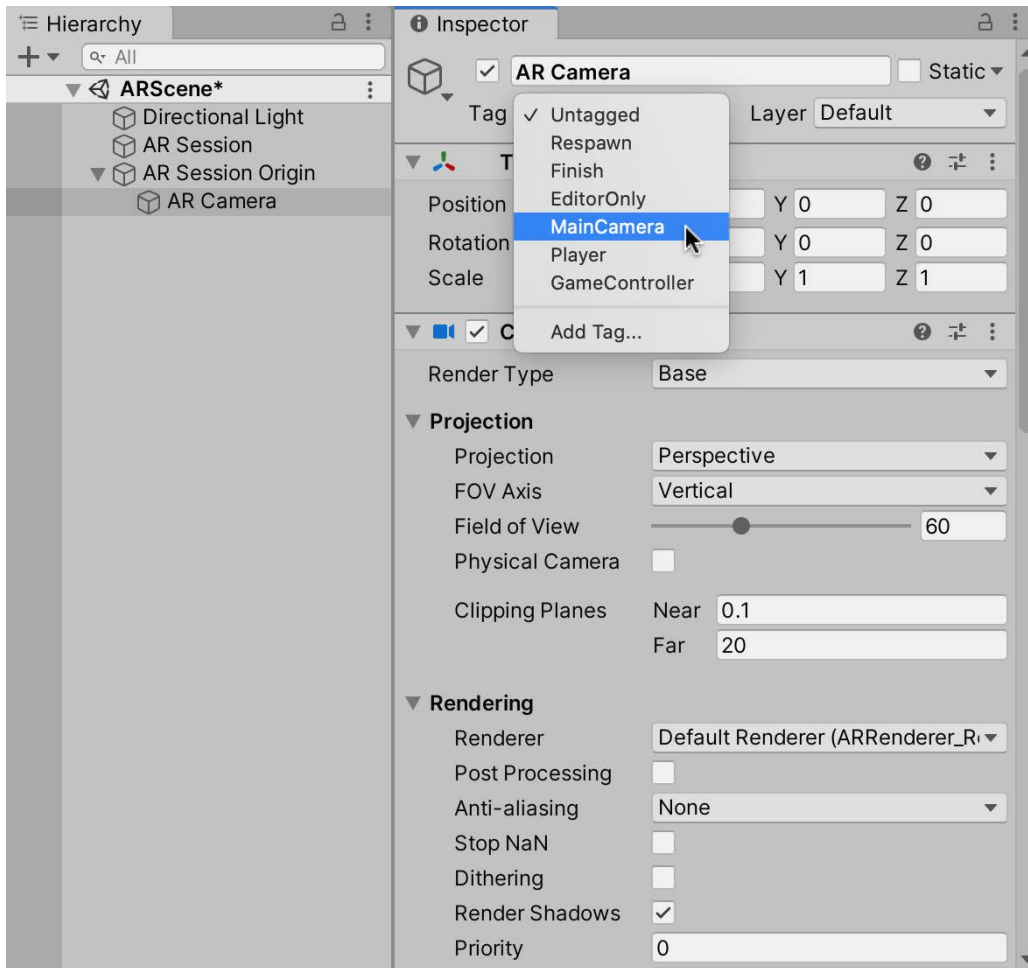 Hierarchy
All
ARScene*
Directional Light
AR Session
AR Session Origin
AR Camera
Inspector
AR Camera Static
Tag Layer Default
✓ Untagged
Respawn
Finish
EditorOnly
MainCamera
Player
GameController
Add Tag...
T
Position Y 0 Z 0
Rotation Y 0 Z 0
Scale Y 1 Z 1
C
Render Type Base
Projection
Projection Perspective
FOV Axis Vertical
Field of View 60
Physical Camera
Clipping Planes Near 0.1
Far 20
Rendering
Renderer Default Renderer (ARRenderer_R
Post Processing
Anti-aliasing None
Stop NaN
Dithering
Render Shadows ✓
Priority 0